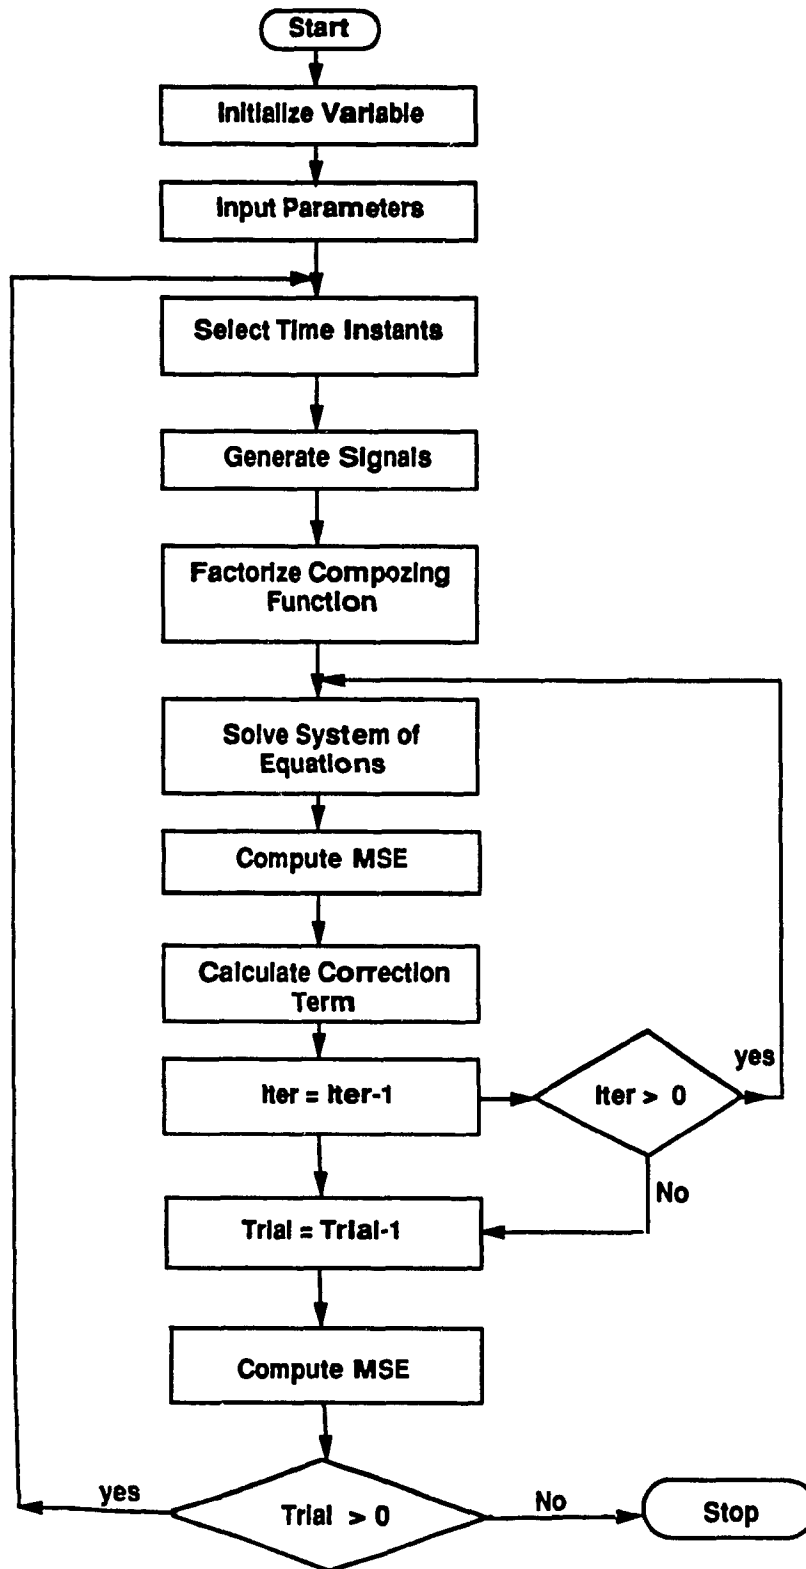 Start
Initialize Variable
Input Parameters
Select Time Instants
Generate Signals
Factorize Compozing
Function
Solve System of
Equations
Compute MSE
Calculate Correction
Term
Iter = Iter-1
Iter > 0
yes
No
Trial = Trial-1
Compute MSE
Trial > 0
yes
No
Stop